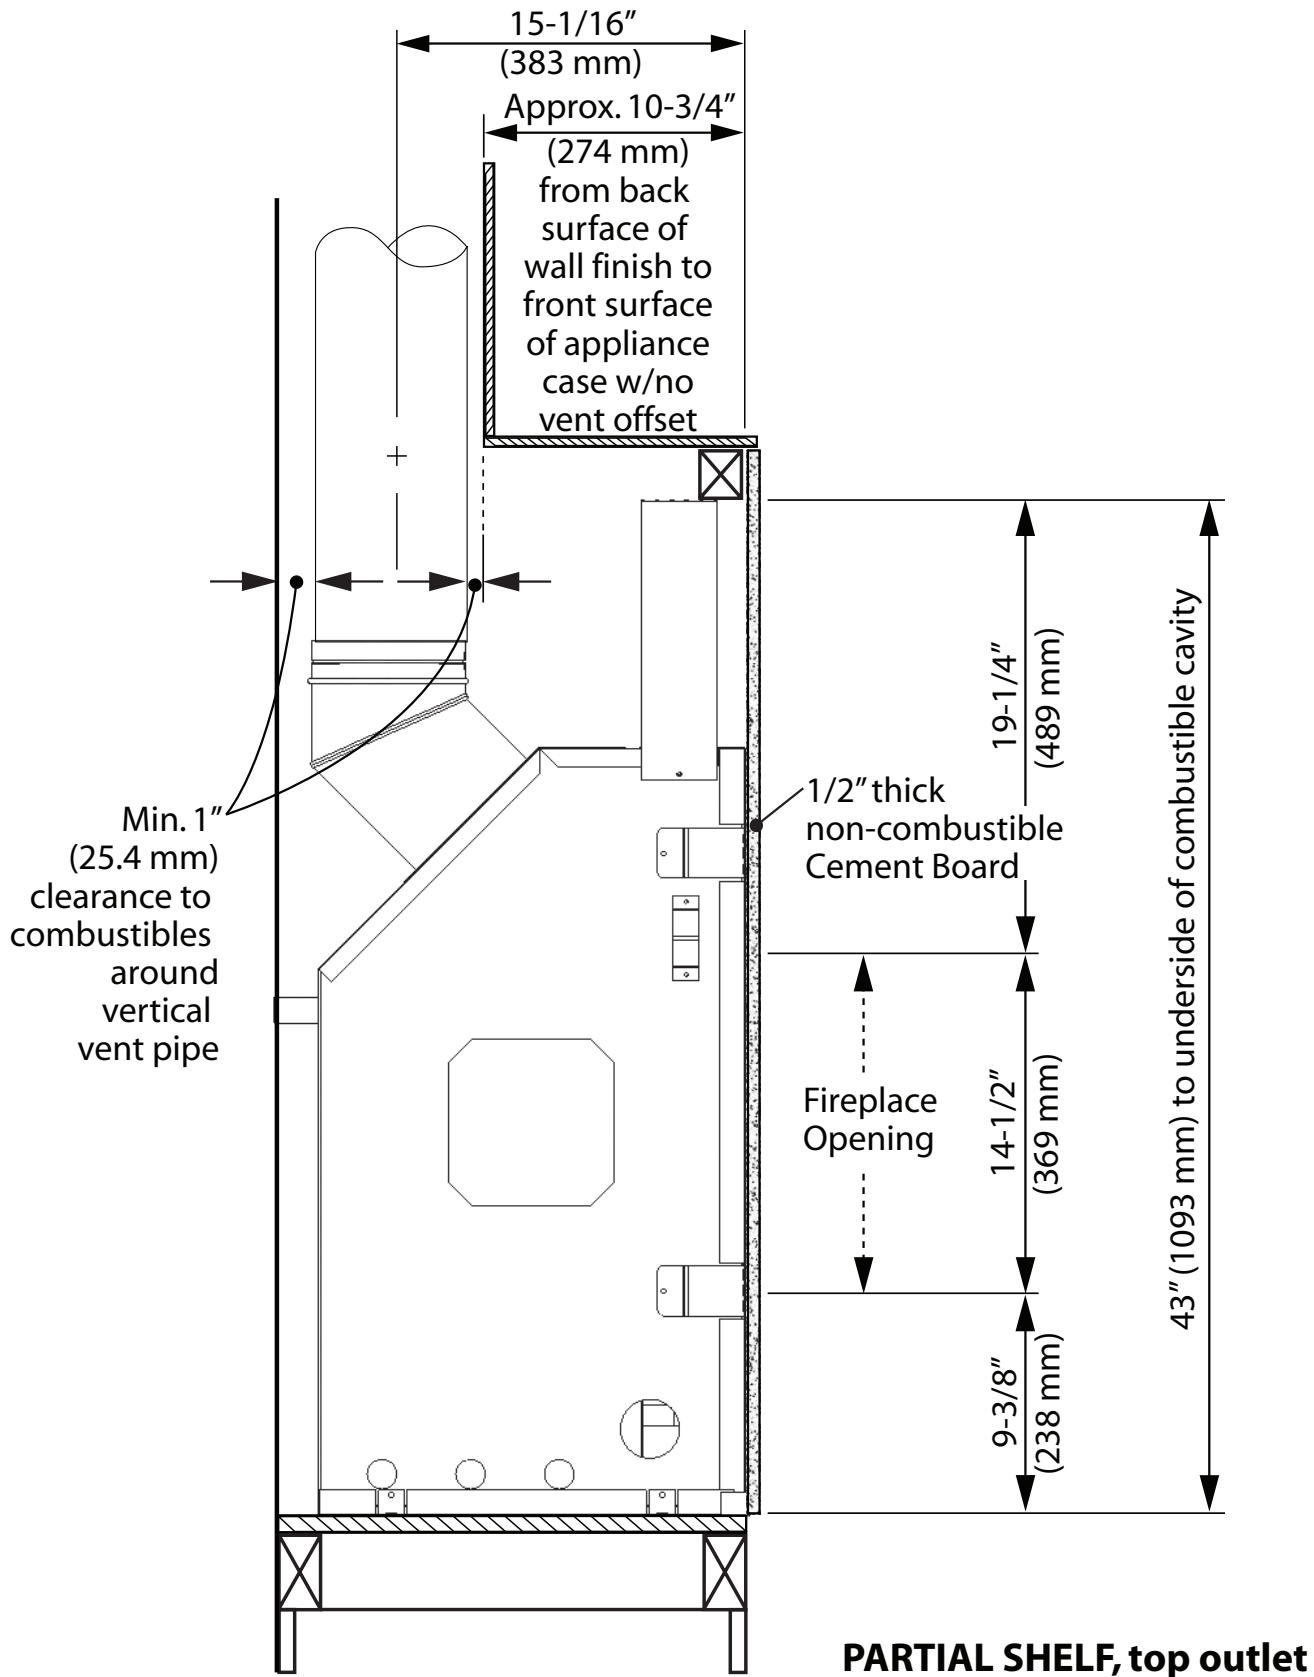 15-1/16”
(383 mm)
Approx. 10-3/4”
(274 mm)
from back
surface of
wall finish to
front surface
of appliance
case w/no
vent offset
Min. 1”
(25.4 mm)
clearance to
combustibles
around
vertical
vent pipe
1/2” thick
non-combustible
Cement Board
19-1/4”
(489 mm)
Fireplace
Opening
14-1/2”
(369 mm)
9-3/8”
(238 mm)
43” (1093 mm) to underside of combustible cavity
PARTIAL SHELF, top outlet